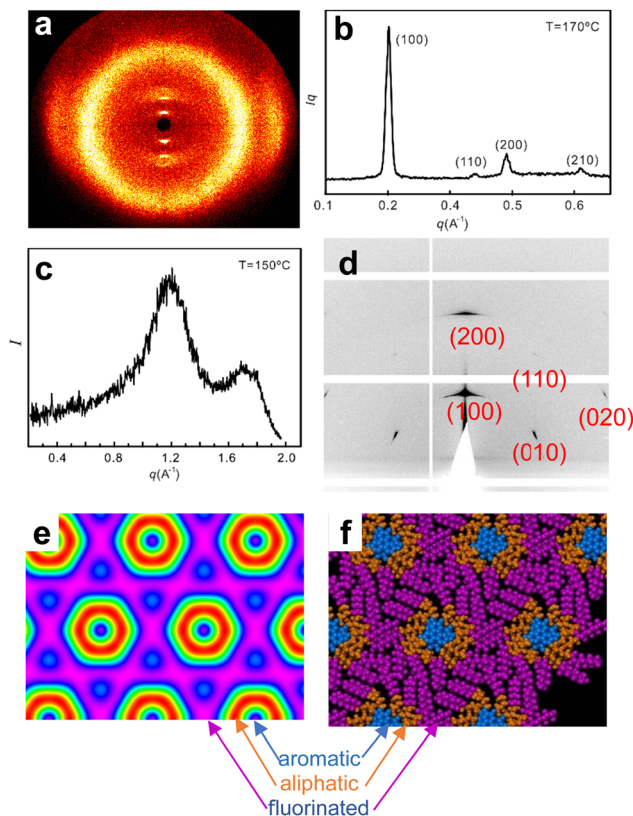 a
b
T=170ºC
(100)
(110)
(200)
(210)
Iq
0.1
0.2
0.3
0.4
0.5
0.6
q(A⁻¹)
c
T=150ºC
I
0.4
0.8
1.2
1.6
2.0
q(A⁻¹)
d
(200)
(110)
(100)
(020)
(010)
e
f
aromatic
aliphatic
fluorinated